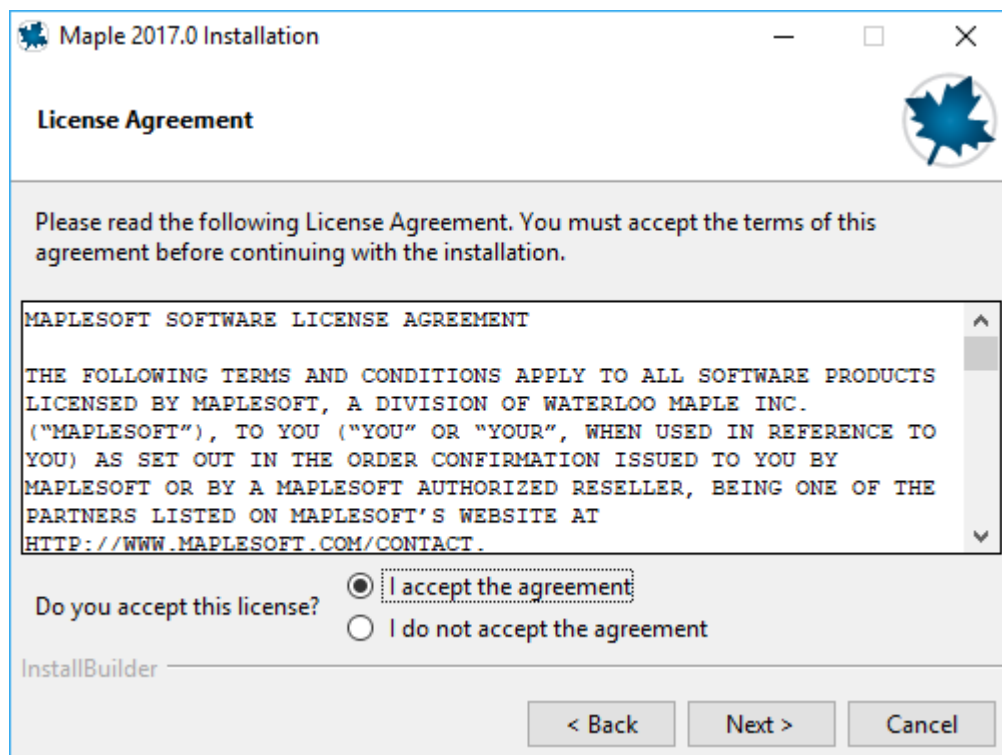 Maple 2017.0 Installation
License Agreement
Please read the following License Agreement. You must accept the terms of this
agreement before continuing with the installation.
MAPLESOFT SOFTWARE LICENSE AGREEMENT
THE FOLLOWING TERMS AND CONDITIONS APPLY TO ALL SOFTWARE PRODUCTS
LICENSED BY MAPLESOFT, A DIVISION OF WATERLOO MAPLE INC.
(“MAPLESOFT”), TO YOU (“YOU” OR “YOUR”, WHEN USED IN REFERENCE TO
YOU) AS SET OUT IN THE ORDER CONFIRMATION ISSUED TO YOU BY
MAPLESOFT OR BY A MAPLESOFT AUTHORIZED RESELLER, BEING ONE OF THE
PARTNERS LISTED ON MAPLESOFT’S WEBSITE AT
HTTP://WWW.MAPLESOFT.COM/CONTACT.
Do you accept this license?
I accept the agreement
I do not accept the agreement
InstallBuilder
< Back Next > Cancel